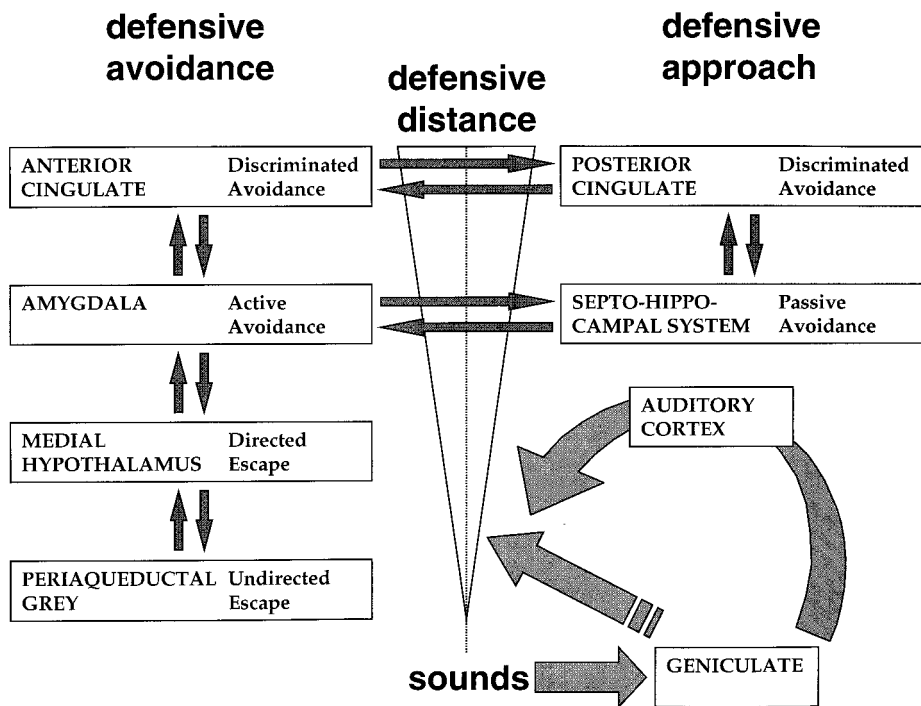 defensive
avoidance
defensive
distance
defensive
approach
ANTERIOR Discriminated
CINGULATE Avoidance
POSTERIOR Discriminated
CINGULATE Avoidance
AMYGDALA Active
Avoidance
SEPTO-HIPPO- Passive
CAMPAL SYSTEM Avoidance
MEDIAL Directed
HYPOTHALAMUS Escape
AUDITORY
CORTEX
PERIAQUEDUCTAL Undirected
GREY Escape
sounds
GENICULATE